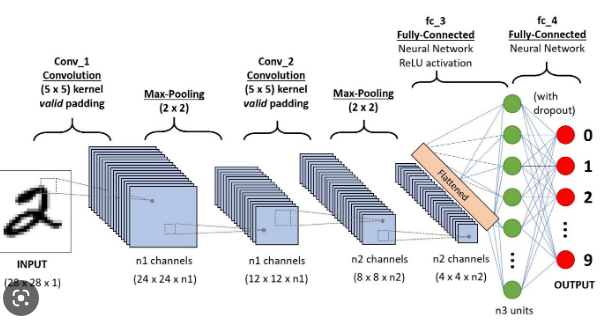 fc_3
Fully-Connected
Neural Network
ReLU activation
fc_4
Fully-Connected
Neural Network
Conv_1
Convolution
(5 x 5) kernel
valid padding
Max-Pooling
(2 x 2)
Conv_2
Convolution
(5 x 5) kernel
valid padding
Max-Pooling
(2 x 2)
(with
dropout)
0
1
2
⋮
9
Flattened
⋮
2
INPUT
(28 x 28 x 1)
n1 channels
(24 x 24 x n1)
n1 channels
(12 x 12 x n1)
n2 channels
(8 x 8 x n2)
n2 channels
(4 x 4 x n2)
OUTPUT
n3 units